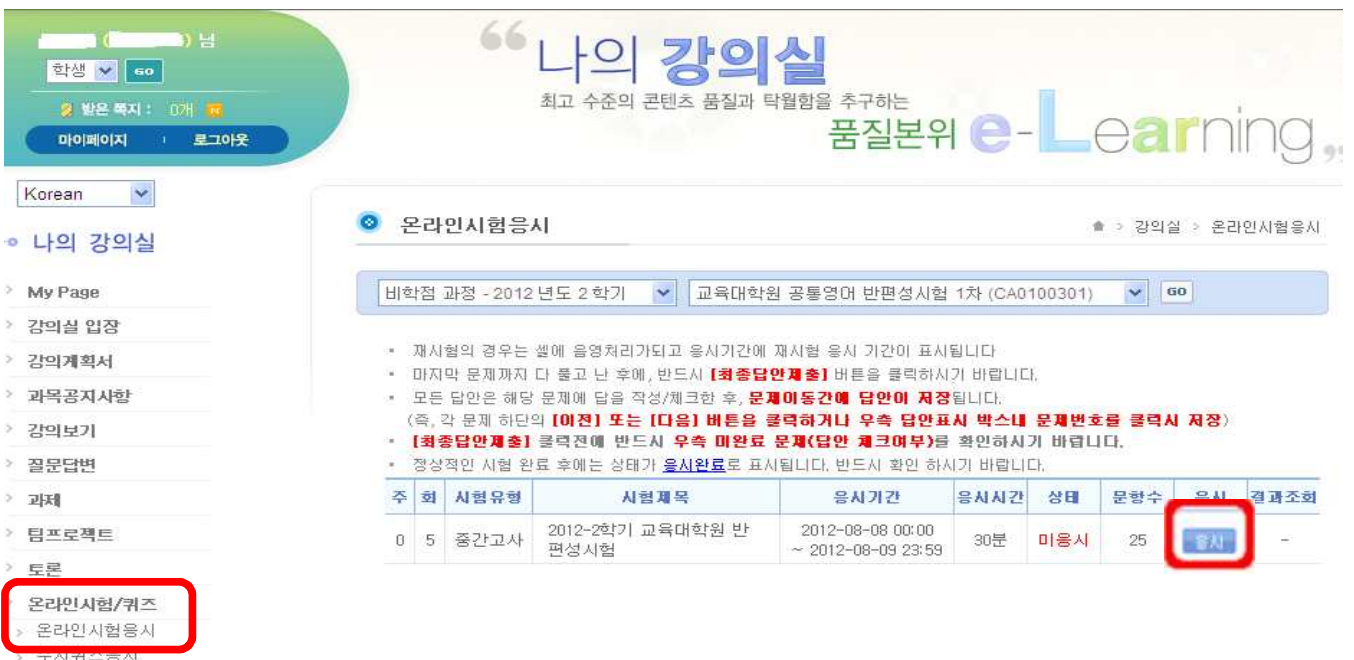 님
학생 GO
받은 쪽지 : 0개
마이페이지 로그아웃
“나의 강의실
최고 수준의 콘텐츠 품질과 탁월함을 추구하는
품질본위 e-Learning„
Korean
나의 강의실
My Page
강의실 입장
강의계획서
과목공지사항
강의보기
질문답변
과제
팀프로젝트
토론
온라인시험/퀴즈
온라인시험응시
온라인시험응시
> 강의실 > 온라인시험응시
비학점 과정 - 2012 년도 2 학기 교육대학원 공통영어 반편성시험 1차 (CA0100301) GO
재시험의 경우는 셀에 음영처리가되고 응시기간에 재시험 응시 기간이 표시됩니다
마지막 문제까지 다 풀고 난 후에, 반드시 [최종답안제출] 버튼을 클릭하시기 바랍니다.
모든 답안은 해당 문제에 답을 작성/체크한 후, 문제이동간에 답안이 저장됩니다.
(즉, 각 문제 하단의 [이전] 또는 [다음] 버튼을 클릭하거나 우측 답안표시 박스내 문제번호를 클릭시 저장)
[최종답안제출] 클릭전에 반드시 우측 미완료 문제(답안 체크여부)를 확인하시기 바랍니다.
정상적인 시험 완료 후에는 상태가 응시완료로 표시됩니다. 반드시 확인 하시기 바랍니다.
주 회 시험유형 시험제목 응시기간 응시시간 상태 문항수 응시 결과조회
0 5 중간고사 2012-2학기 교육대학원 반편성시험 2012-08-08 00:00 ~ 2012-08-09 23:59 30분 미응시 25 응시 -